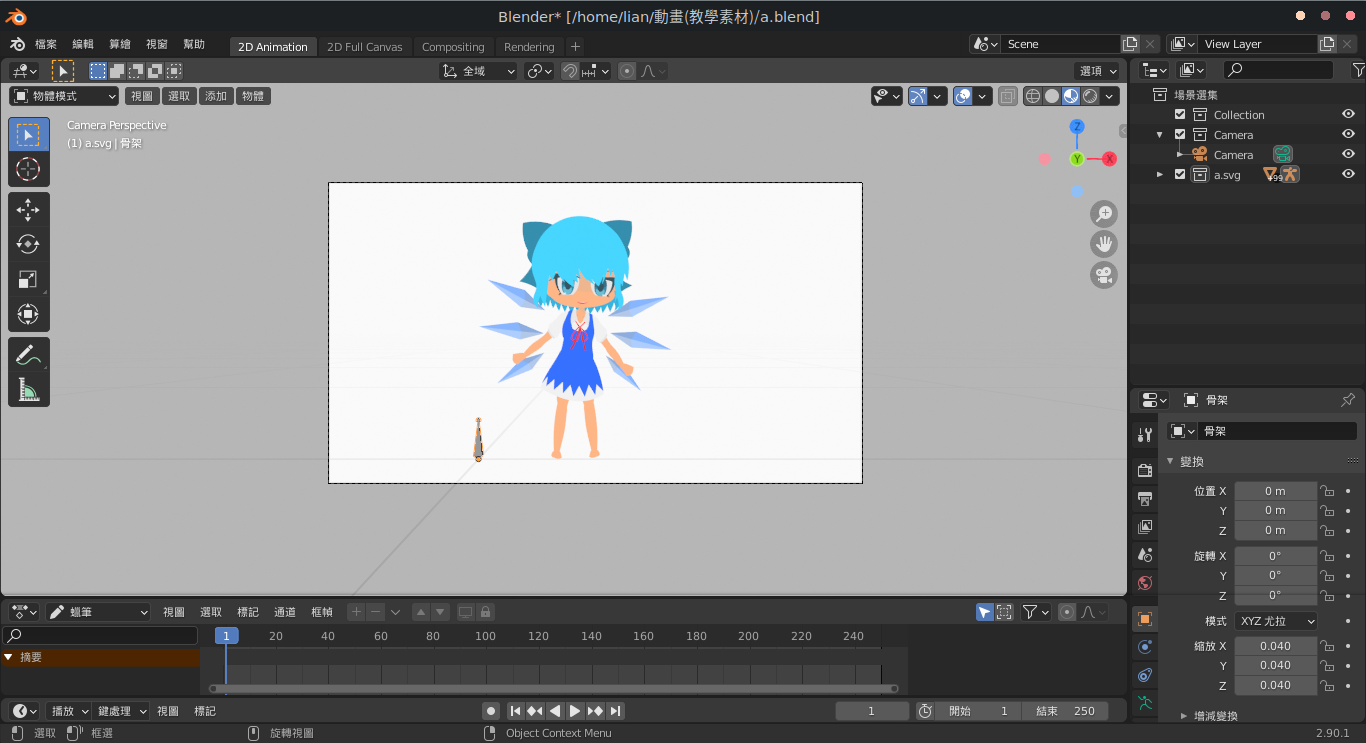 Blender* [/home/lian/動畫(教學素材)/a.blend]
檔案 編輯 算繪 視窗 幫助 2D Animation 2D Full Canvas Compositing Rendering + Scene View Layer
全域 選項
物體模式 視圖 選取 添加 物體
Camera Perspective
(1) a.svg | 骨架
Z
Y X
場景選集
Collection
Camera
Camera
a.svg +99
骨架
骨架
變換
位置 X 0 m
Y 0 m
Z 0 m
旋轉 X 0°
Y 0°
Z 0°
模式 XYZ 尤拉
縮放 X 0.040
Y 0.040
Z 0.040
增減變換
蠟筆 視圖 選取 標記 通道 框幀
1 20 40 60 80 100 120 140 160 180 200 220 240
摘要
播放 鍵處理 視圖 標記 1 開始 1 結束 250
選取 框選 旋轉視圖 Object Context Menu 2.90.1